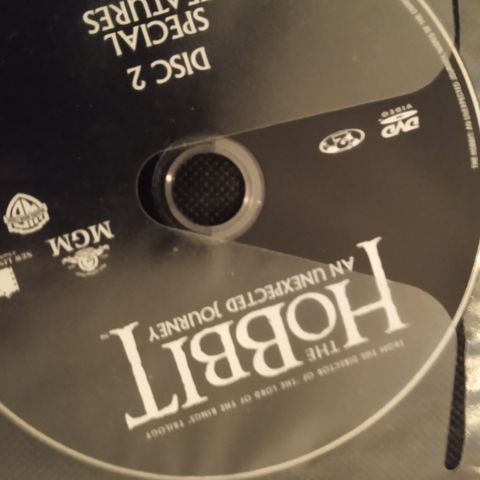 FROM THE DIRECTOR OF 'THE LORD OF THE RINGS' TRILOGY
THE
HOBBIT
AN UNEXPECTED JOURNEY
TM
MGM
DVD
VIDEO
DISC 2
SPECIAL
FEATURES